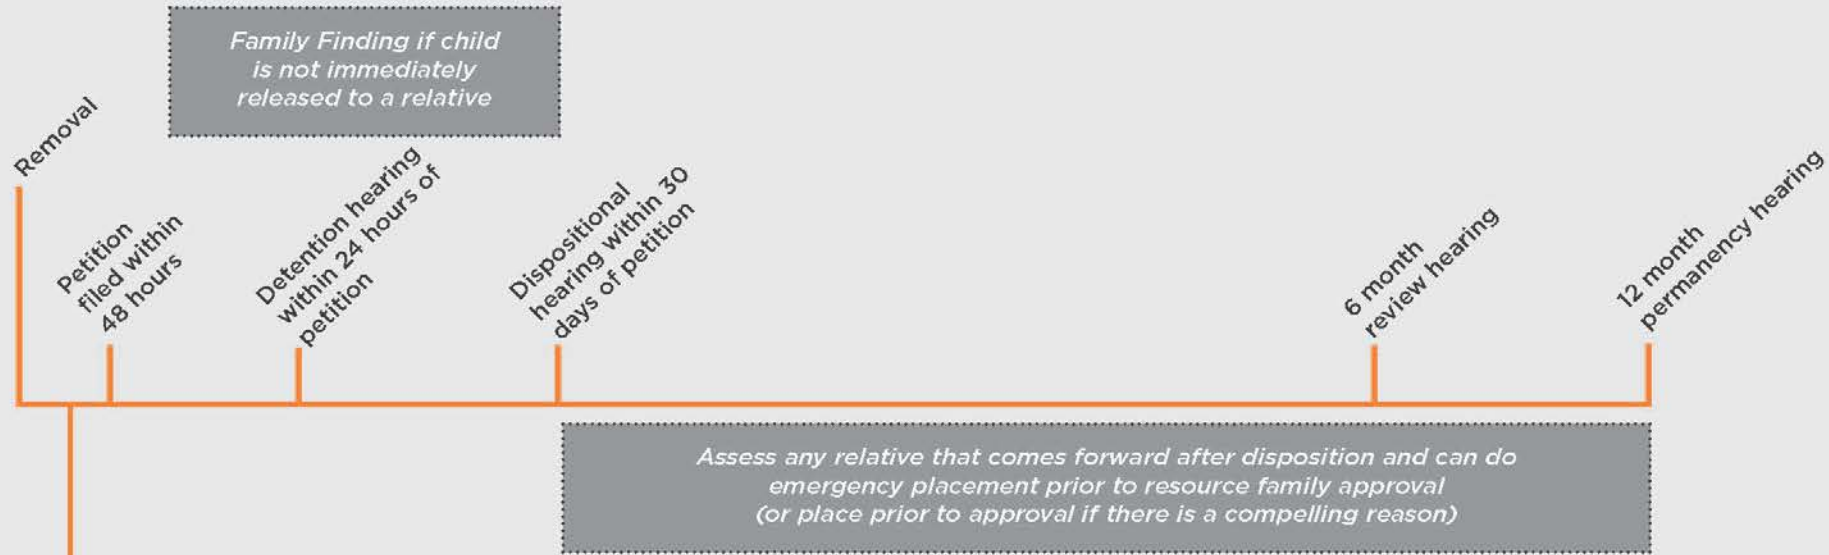 Family Finding if child
is not immediately
released to a relative
Removal
Petition
filed within
48 hours
Detention hearing
within 24 hours of
petition
Dispositional
hearing within 30
days of petition
6 month
review hearing
12 month
permanency hearing
Assess any relative that comes forward after disposition and can do
emergency placement prior to resource family approval
(or place prior to approval if there is a compelling reason)